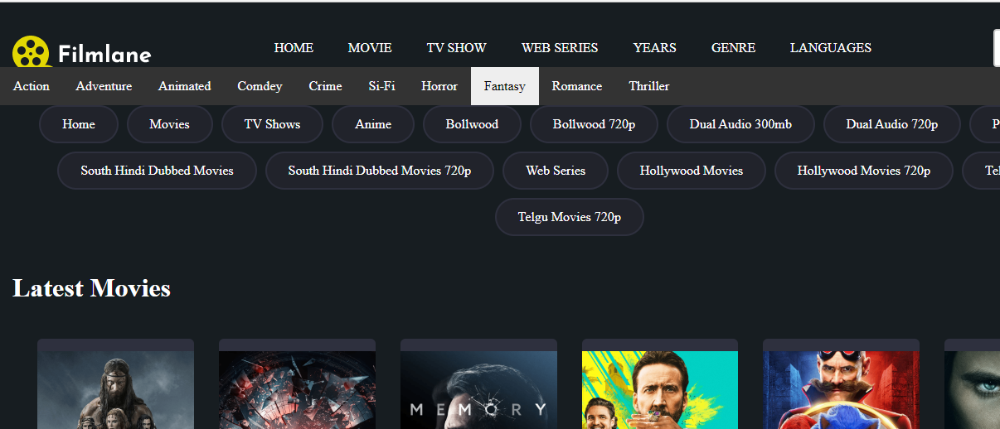 Filmlane HOME MOVIE TV SHOW WEB SERIES YEARS GENRE LANGUAGES
Action Adventure Animated Comdey Crime Si-Fi Horror Fantasy Romance Thriller
Home Movies TV Shows Anime Bollwood Bollwood 720p Dual Audio 300mb Dual Audio 720p P
South Hindi Dubbed Movies South Hindi Dubbed Movies 720p Web Series Hollywood Movies Hollywood Movies 720p Tel
Telgu Movies 720p
Latest Movies
MEMORY